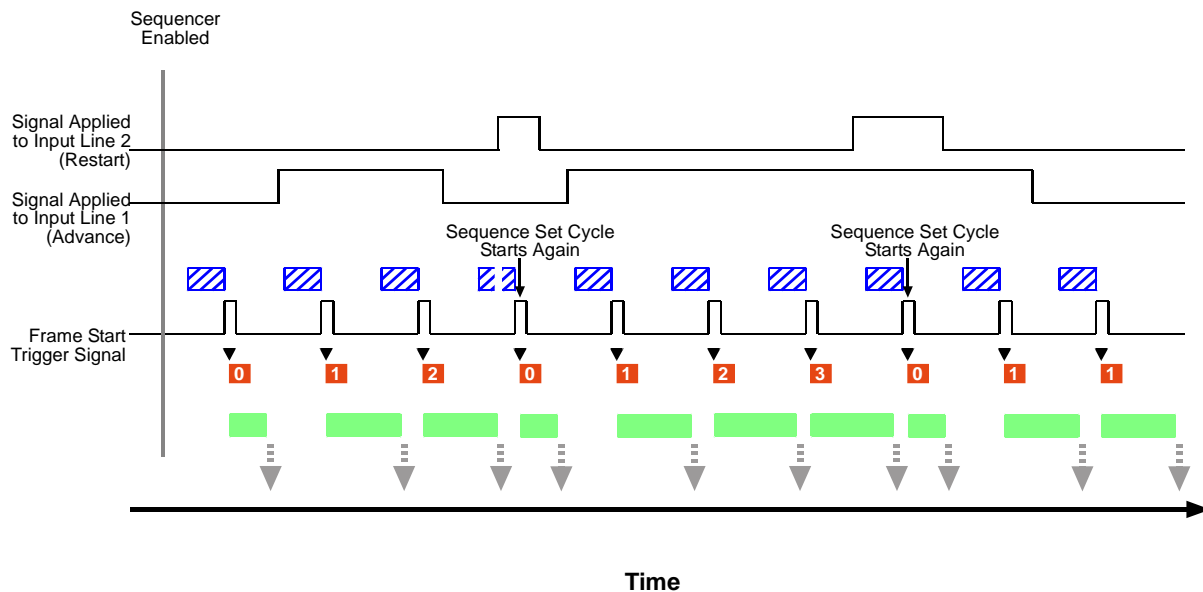 Sequencer
Enabled
Signal Applied
to Input Line 2
(Restart)
Signal Applied
to Input Line 1
(Advance)
Sequence Set Cycle
Starts Again
Sequence Set Cycle
Starts Again
Frame Start
Trigger Signal
0 1 2 0 1 2 3 0 1 1
Time